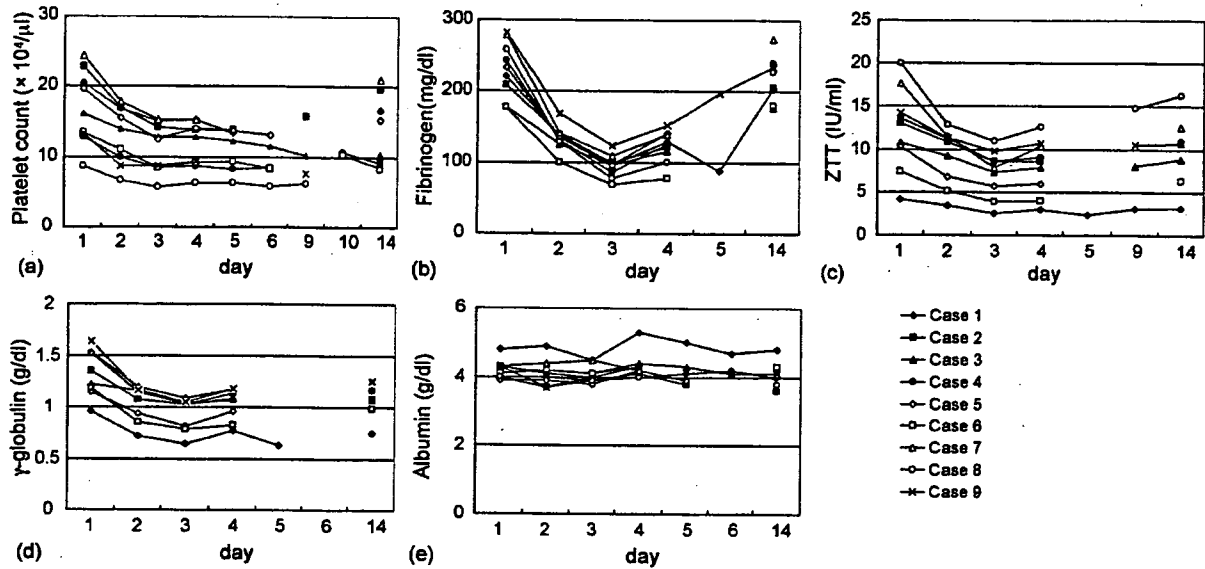 Platelet count (× 10⁴/μl)
30
20
10
0
1 2 3 4 5 6 9 10 14
day
(a)
Fibrinogen(mg/dl)
300
200
100
0
1 2 3 4 5 14
day
(b)
ZTT (IU/ml)
25
20
15
10
5
0
1 2 3 4 5 9 14
day
(c)
γ-globulin (g/dl)
2
1.5
1
0.5
0
1 2 3 4 5 6 14
day
(d)
Albumin (g/dl)
6
4
2
0
1 2 3 4 5 6 14
day
(e)
Case 1
Case 2
Case 3
Case 4
Case 5
Case 6
Case 7
Case 8
Case 9